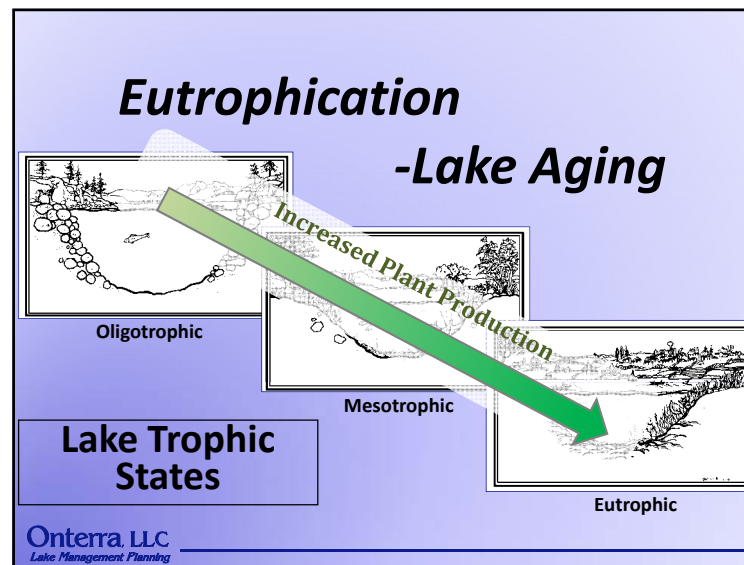 Eutrophication
-Lake Aging
Increased Plant Production
Oligotrophic
Mesotrophic
Eutrophic
Lake Trophic
States
Onterra, LLC
Lake Management Planning